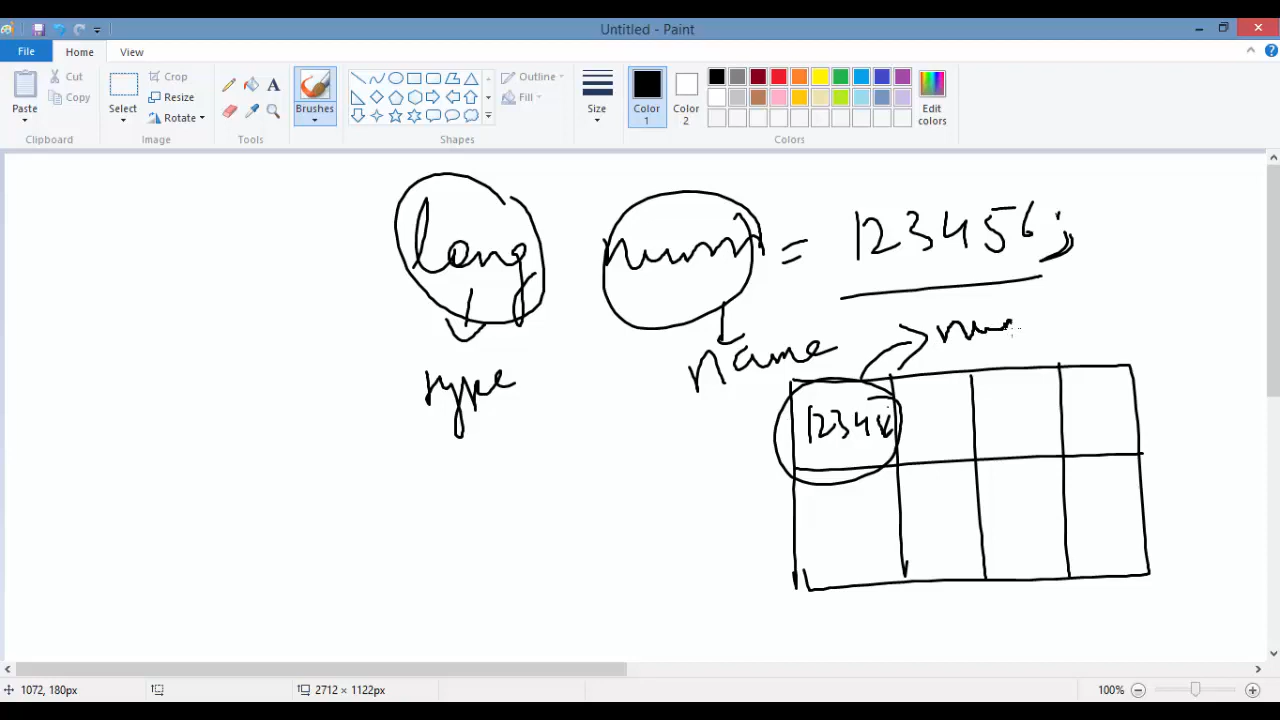 Untitled - Paint
File Home View
Cut
Copy
Paste
Clipboard
Crop
Resize
Rotate
Select
Image
Tools
Brushes
Outline
Fill
Shapes
Size
Color 1
Color 2
Edit colors
Colors
long num = 123456;
type
name
num
12345
1072, 180px
2712 × 1122px
100%